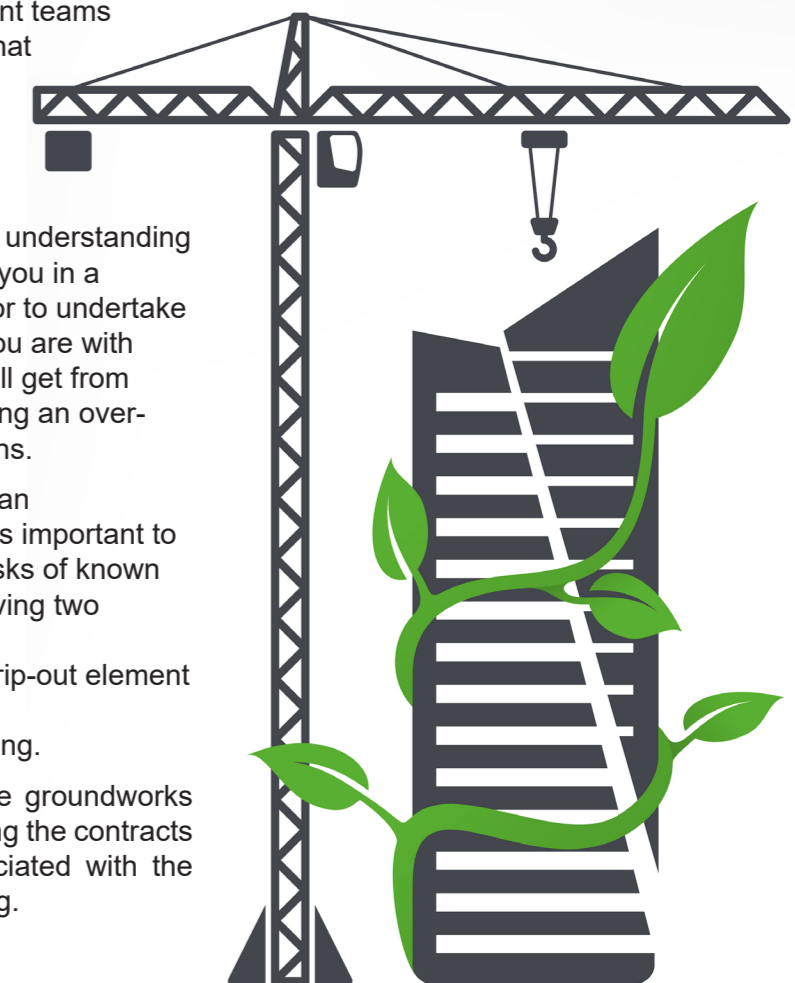 nt teams
hat
understanding
you in a
or to undertake
ou are with
ll get from
ing an over-
ns.
an
s important to
sks of known
ving two
rip-out element
ng.
e groundworks
ng the contracts
ciated with the
g.